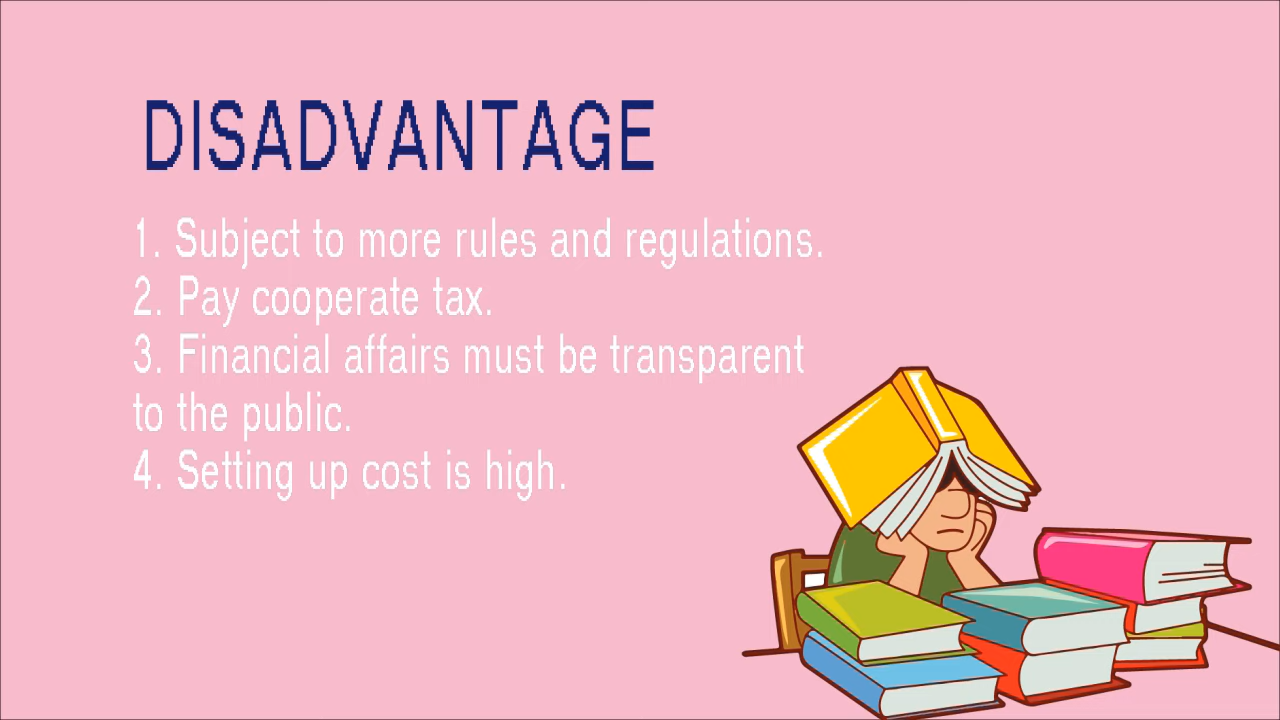 DISADVANTAGE
1. Subject to more rules and regulations.
2. Pay cooperate tax.
3. Financial affairs must be transparent
to the public.
4. Setting up cost is high.